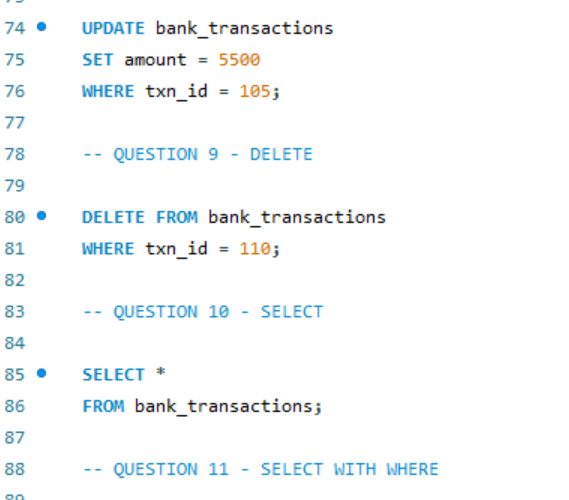 74 UPDATE bank_transactions
75 SET amount = 5500
76 WHERE txn_id = 105;
77
78 -- QUESTION 9 - DELETE
79
80 DELETE FROM bank_transactions
81 WHERE txn_id = 110;
82
83 -- QUESTION 10 - SELECT
84
85 SELECT *
86 FROM bank_transactions;
87
88 -- QUESTION 11 - SELECT WITH WHERE